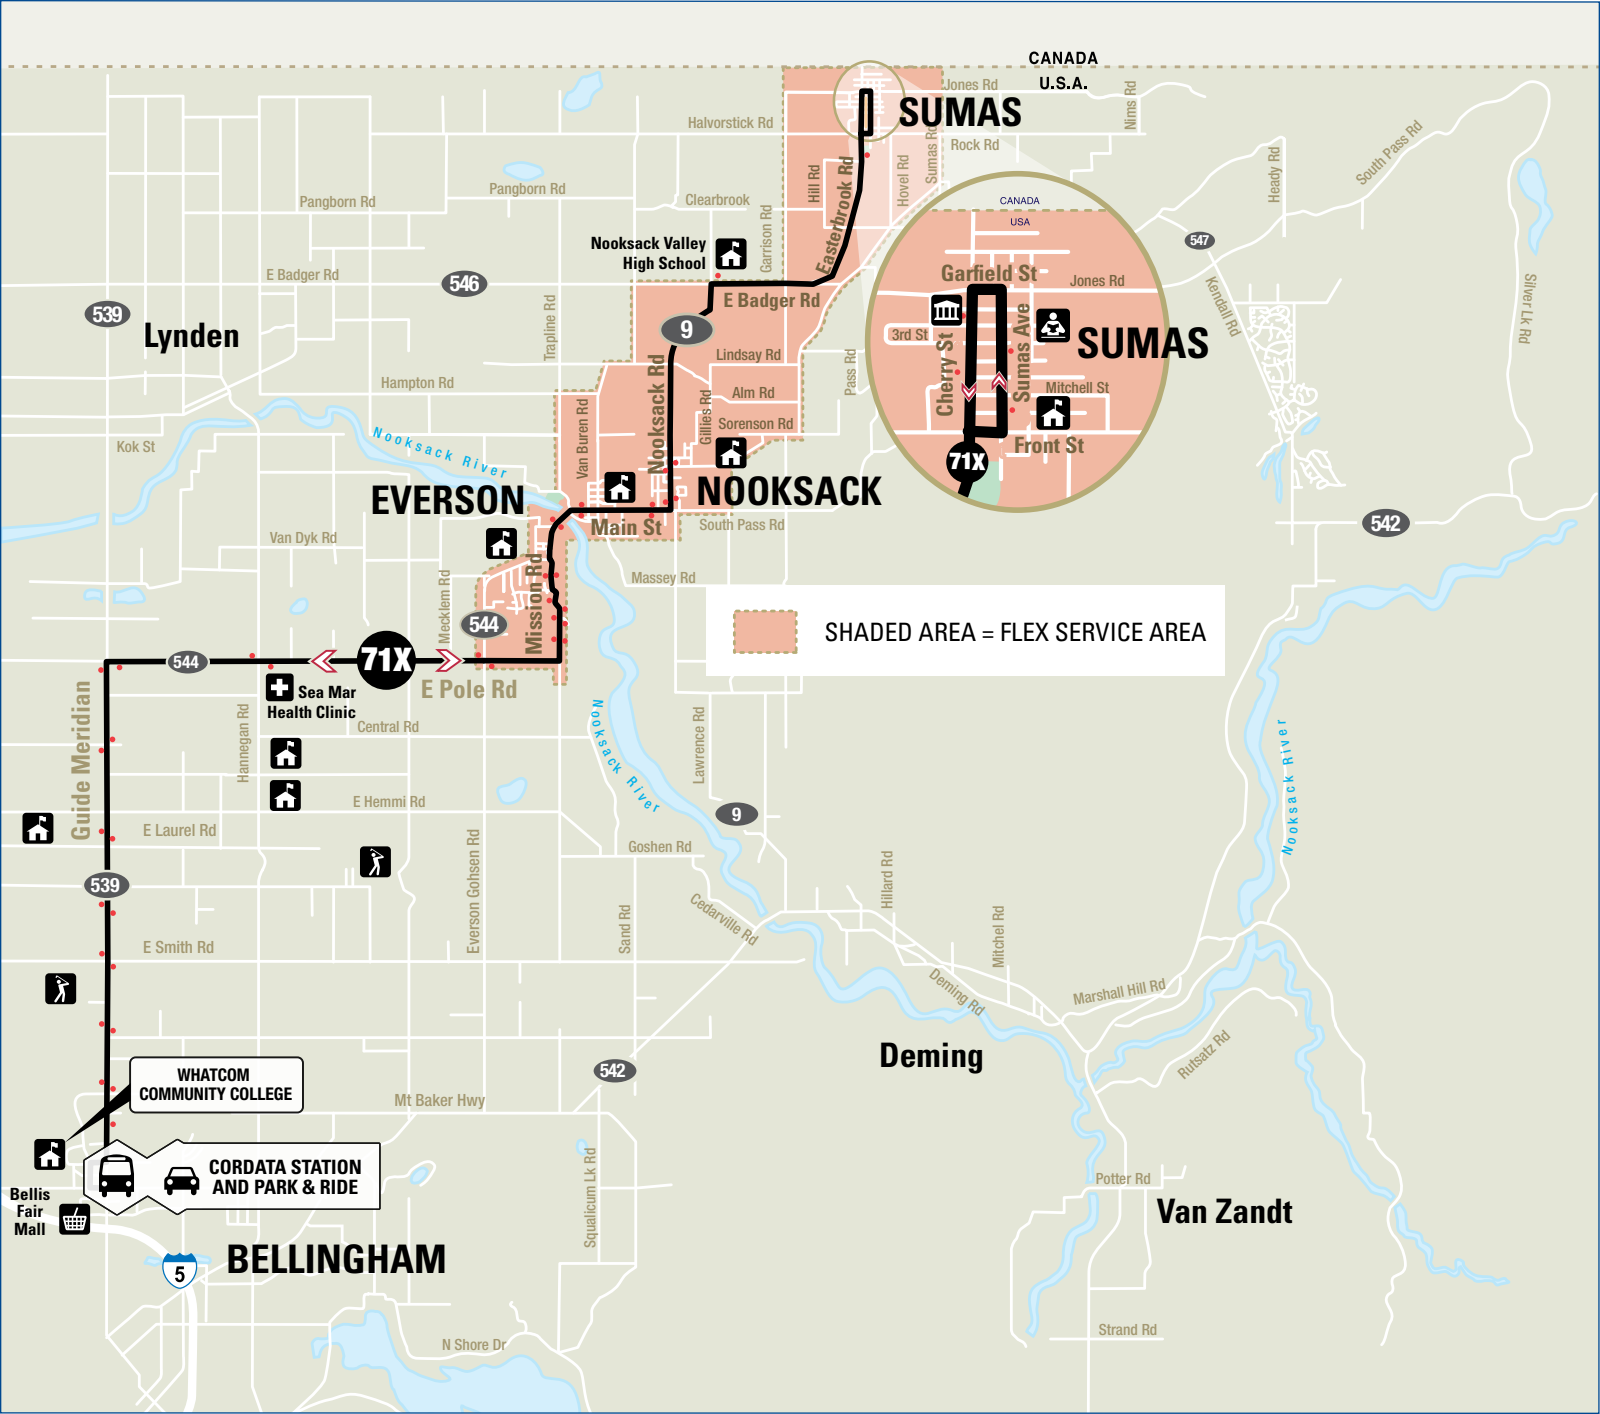 CANADA
U.S.A.
Jones Rd
SUMAS
Nims Rd
Halvorstick Rd
Sumas Rd
Rock Rd
South Pass Rd
Heady Rd
Pangborn Rd
Pangborn Rd
Clearbrook
Hill Rd
Hovel Rd
Garrison Rd
Easterbrook Rd
CANADA
USA
547
Nooksack Valley
High School
E Badger Rd
546
539
Lynden
Trapline Rd
E Badger Rd
9
Garfield St
Jones Rd
3rd St
Cherry St
Sumas Ave
SUMAS
Mitchell St
Front St
71X
Kendall Rd
Silver Lk Rd
Lindsay Rd
Pass Rd
Hampton Rd
Alm Rd
Nooksack Rd
Gillies Rd
Van Buren Rd
Sorenson Rd
Kok St
Nooksack River
EVERSON
NOOKSACK
Main St
South Pass Rd
542
Van Dyk Rd
Massey Rd
Mecklem Rd
Mission Rd
544
SHADED AREA = FLEX SERVICE AREA
544
71X
E Pole Rd
Sea Mar
Health Clinic
Guide Meridian
Hannegan Rd
Central Rd
Nooksack River
Lawrence Rd
Nooksack River
E Hemmi Rd
9
E Laurel Rd
Everson Gohsen Rd
Goshen Rd
539
Hillard Rd
Cedarville Rd
Sand Rd
Mitchel Rd
E Smith Rd
Deming Rd
Marshall Hill Rd
Deming
Rutsatz Rd
542
WHATCOM
COMMUNITY COLLEGE
Mt Baker Hwy
CORDATA STATION
AND PARK & RIDE
Squalicum Lk Rd
Potter Rd
Van Zandt
Bellis
Fair
Mall
5
BELLINGHAM
N Shore Dr
Strand Rd